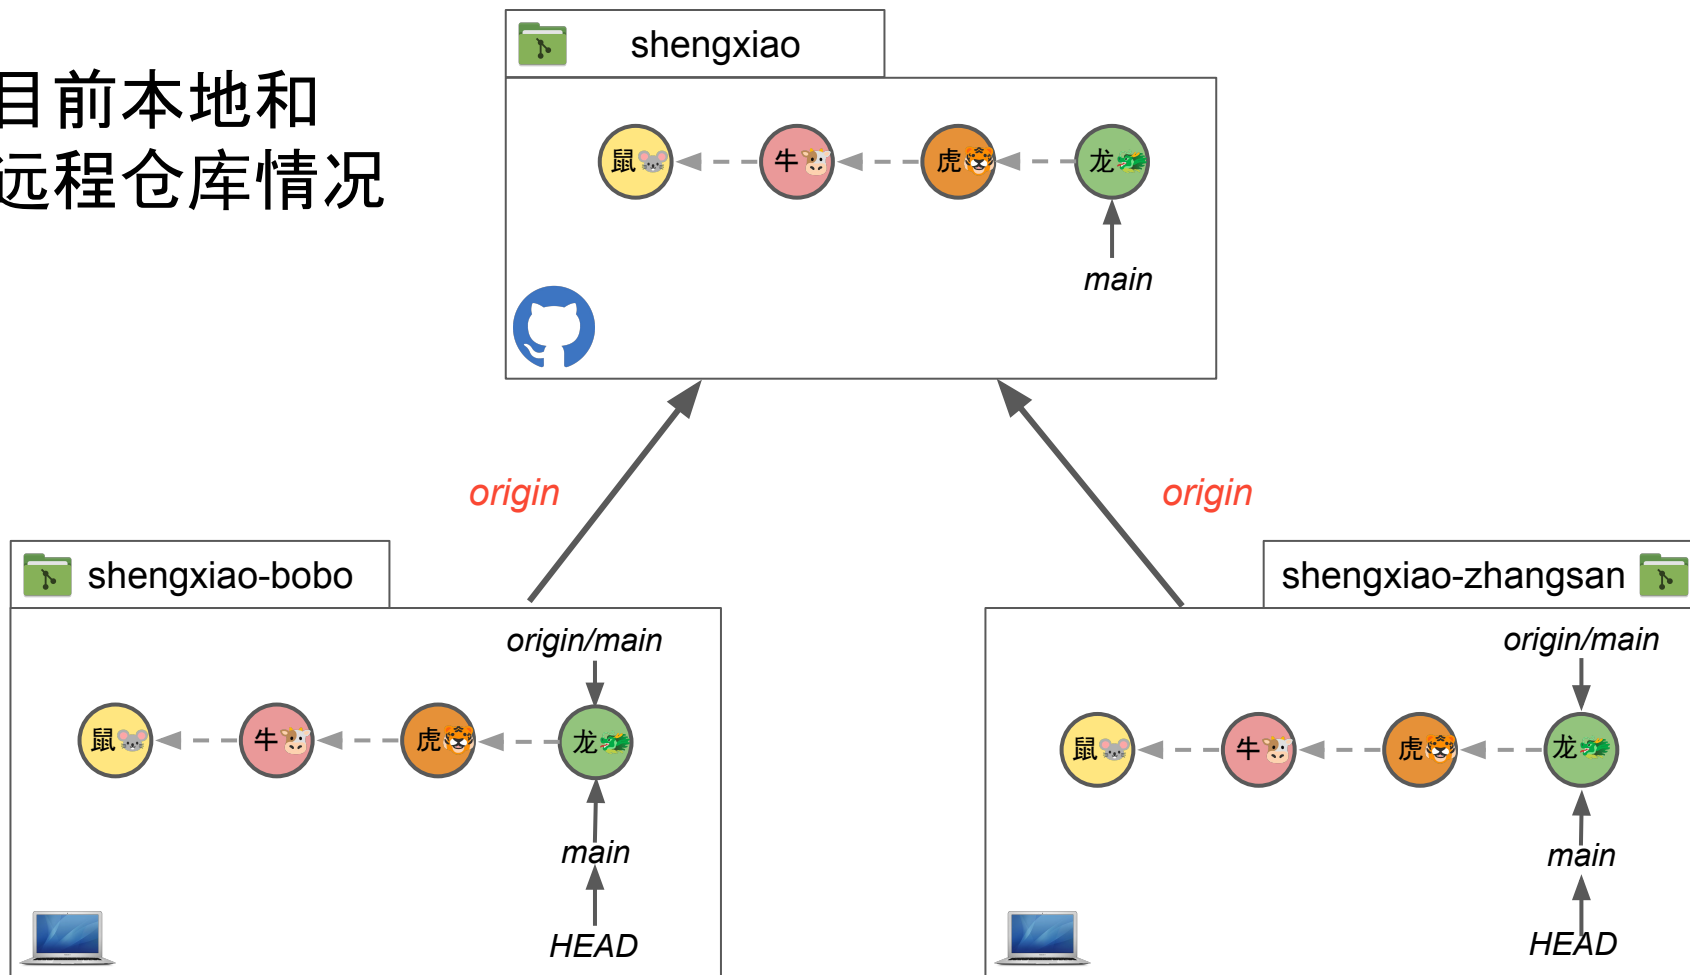 目前本地和
远程仓库情况
shengxiao
鼠 牛 虎 龙
main
origin origin
shengxiao-bobo
origin/main
鼠 牛 虎 龙
main
HEAD
shengxiao-zhangsan
origin/main
鼠 牛 虎 龙
main
HEAD